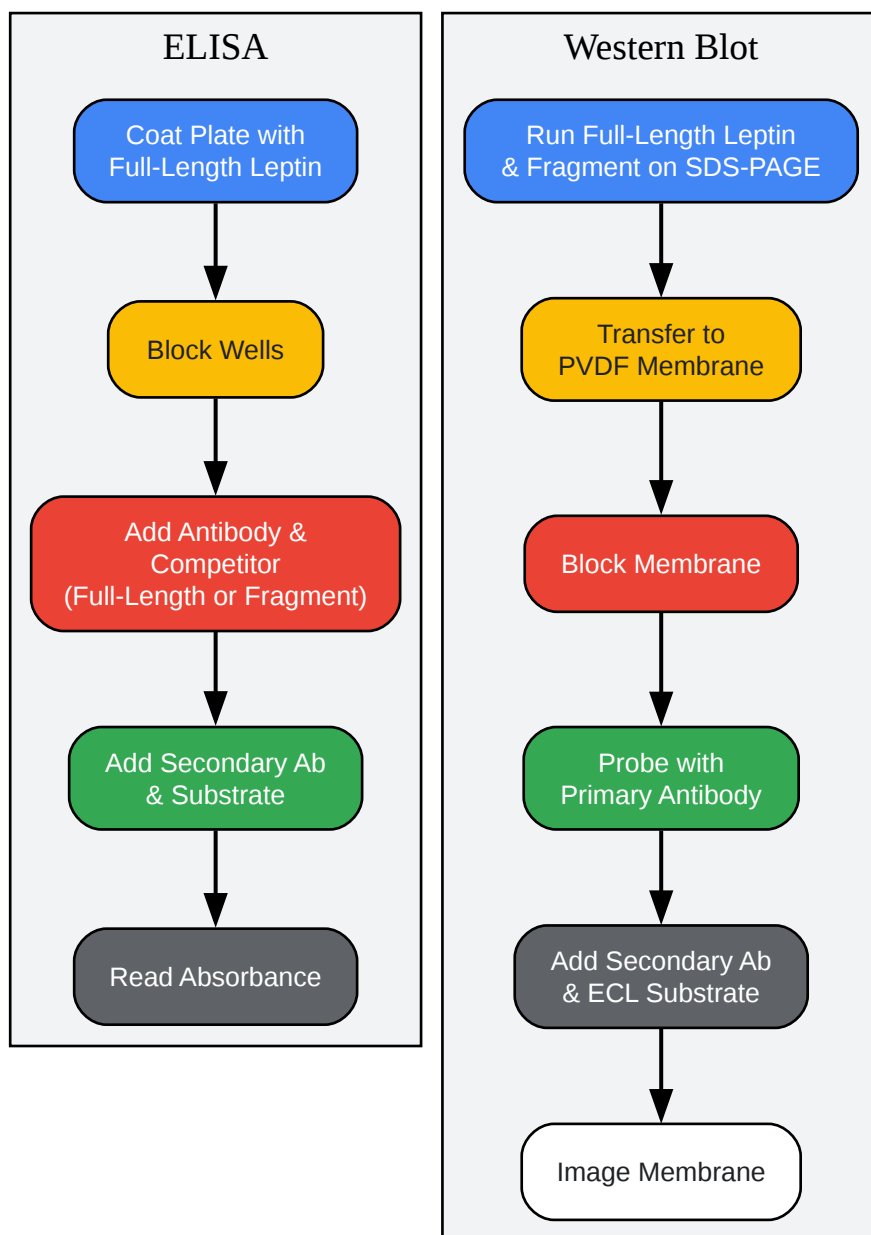 ELISA
Coat Plate with
Full-Length Leptin
Block Wells
Add Antibody &
Competitor
(Full-Length or Fragment)
Add Secondary Ab
& Substrate
Read Absorbance
Western Blot
Run Full-Length Leptin
& Fragment on SDS-PAGE
Transfer to
PVDF Membrane
Block Membrane
Probe with
Primary Antibody
Add Secondary Ab
& ECL Substrate
Image Membrane